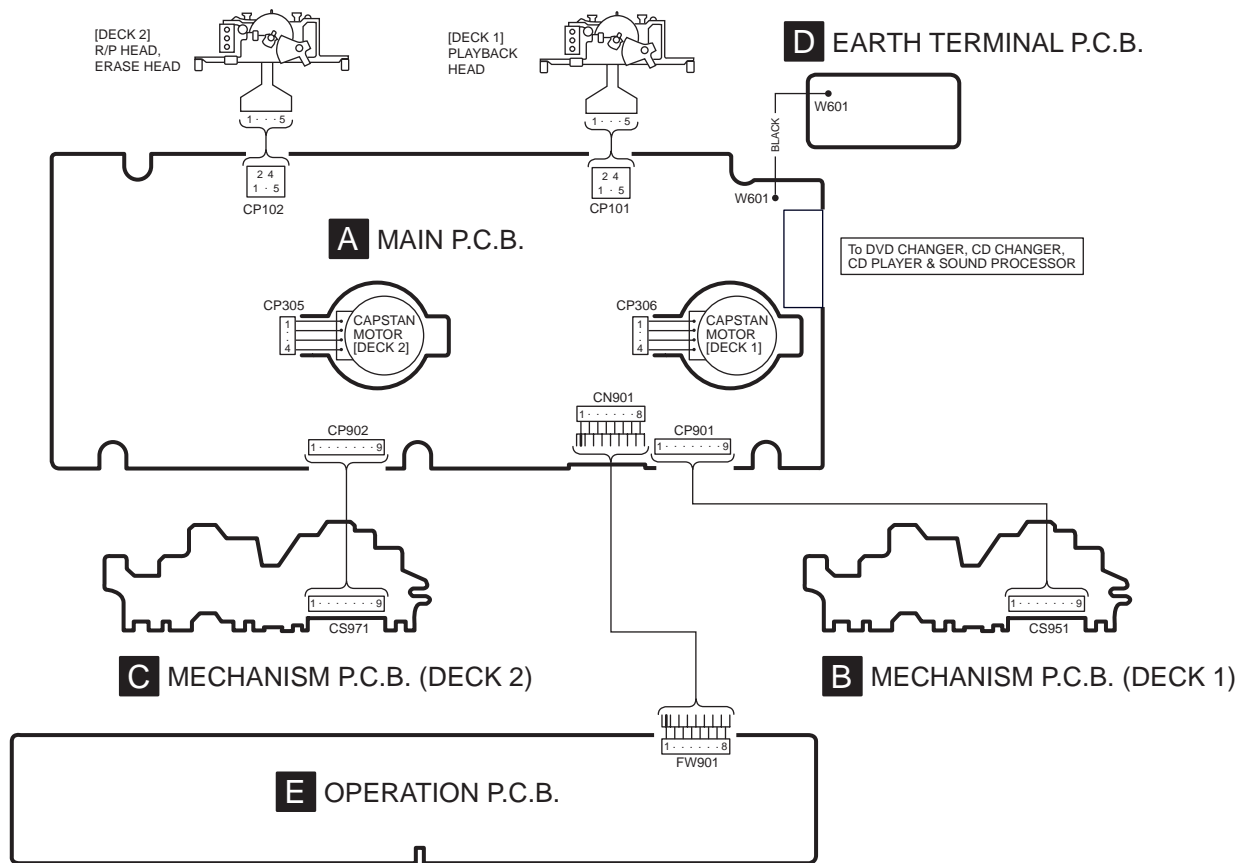 [DECK 2]
R/P HEAD,
ERASE HEAD
[DECK 1]
PLAYBACK
HEAD
D EARTH TERMINAL P.C.B.
W601
BLACK
W601
1 · · · 5
1 · · · 5
2 4
1 · 5
CP102
2 4
1 · 5
CP101
A MAIN P.C.B.
To DVD CHANGER, CD CHANGER,
CD PLAYER & SOUND PROCESSOR
CP305
1
·
·
4
CAPSTAN
MOTOR
[DECK 2]
CP306
1
·
·
4
CAPSTAN
MOTOR
[DECK 1]
CN901
1 · · · · · · 8
CP902
1 · · · · · · · 9
CP901
1 · · · · · · · 9
1 · · · · · · · 9
CS971
1 · · · · · · · 9
CS951
C MECHANISM P.C.B. (DECK 2)
B MECHANISM P.C.B. (DECK 1)
1 · · · · · · 8
FW901
E OPERATION P.C.B.